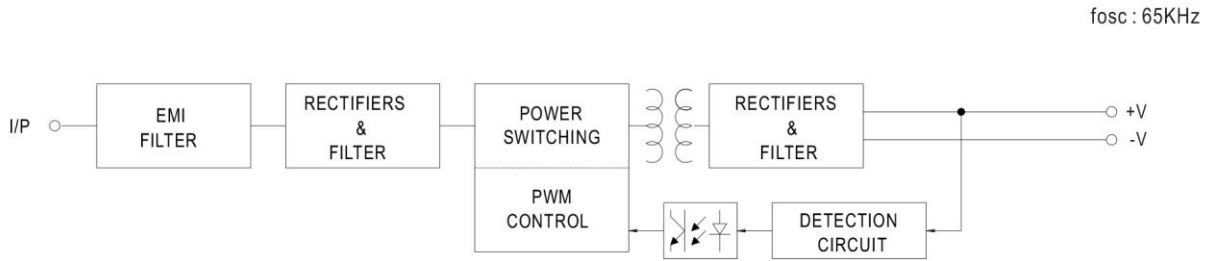 fosc : 65KHz
I/P
EMI
FILTER
RECTIFIERS
&
FILTER
POWER
SWITCHING
PWM
CONTROL
RECTIFIERS
&
FILTER
+V
-V
DETECTION
CIRCUIT